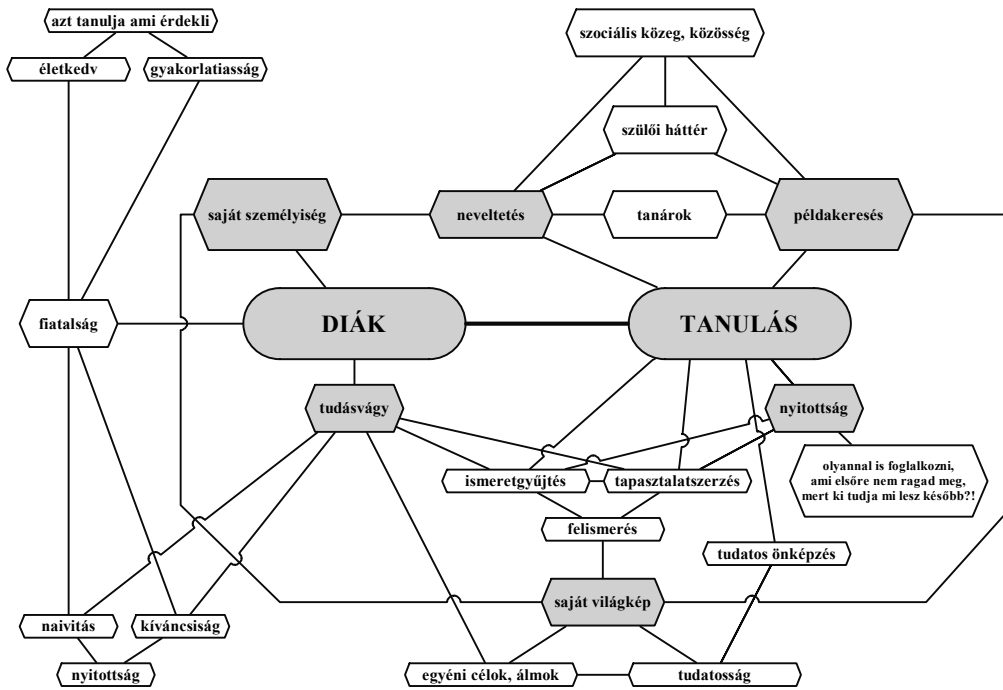 azt tanulja ami érdekli
életkedv
gyakorlatiasság
szociális közeg, közösség
szülői háttér
saját személyiség
neveltetés
tanárok
példakeresés
fiatalság
DIÁK
TANULÁS
tudásvágy
nyitottság
ismeretgyűjtés
tapasztalatszerzés
olyannal is foglalkozni,
ami elsőre nem ragad meg,
mert ki tudja mi lesz később?!
felismerés
tudatos önképzés
saját világkép
naivitás
kíváncsiság
nyitottság
egyéni célok, álmok
tudatosság